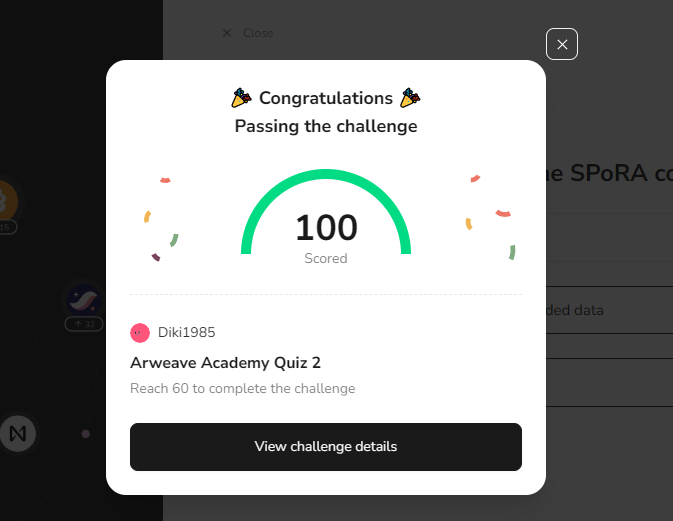 Close
Congratulations
Passing the challenge
he SPoRA co
100
Scored
15
ded data
32
Diki1985
Arweave Academy Quiz 2
Reach 60 to complete the challenge
View challenge details